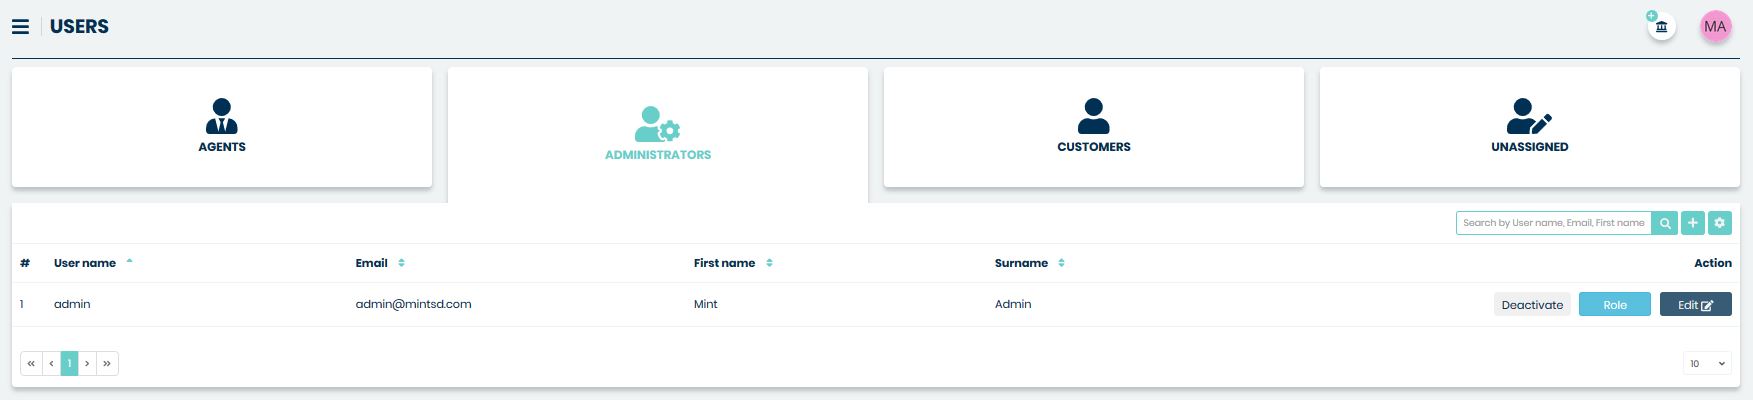 USERS
MA
AGENTS
ADMINISTRATORS
CUSTOMERS
UNASSIGNED
Search by User name, Email, First name
# User name Email First name Surname Action
1 admin admin@mintsd.com Mint Admin Deactivate Role Edit
« ‹ 1 › » 10